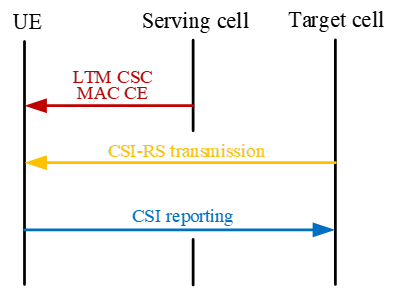 UE Serving cell Target cell
LTM CSC
MAC CE
CSI-RS transmission
CSI reporting